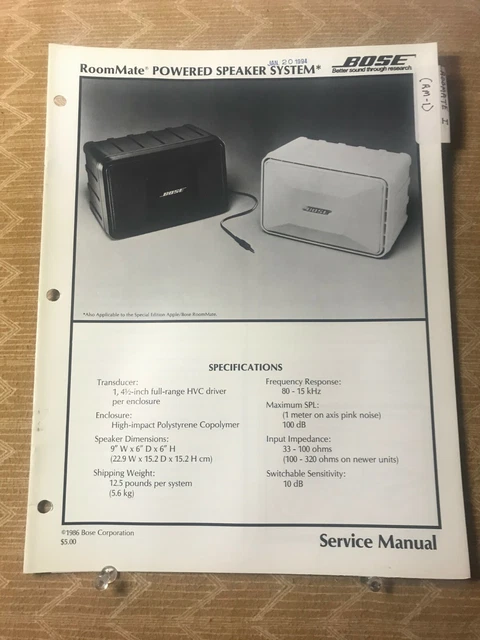 JAN 20 1994
RoomMate® POWERED SPEAKER SYSTEM*
BOSE
Better sound through research
(RM-1)
ROOMMATE I
BOSE
BOSE
*Also Applicable to the Special Edition Apple/Bose RoomMate.
SPECIFICATIONS
Transducer:
1, 4½-inch full-range HVC driver
per enclosure
Enclosure:
High-impact Polystyrene Copolymer
Speaker Dimensions:
9" W x 6" D x 6" H
(22.9 W x 15.2 D x 15.2 H cm)
Shipping Weight:
12.5 pounds per system
(5.6 kg)
Frequency Response:
80 - 15 kHz
Maximum SPL:
(1 meter on axis pink noise)
100 dB
Input Impedance:
33 - 100 ohms
(100 - 320 ohms on newer units)
Switchable Sensitivity:
10 dB
©1986 Bose Corporation
$5.00
Service Manual